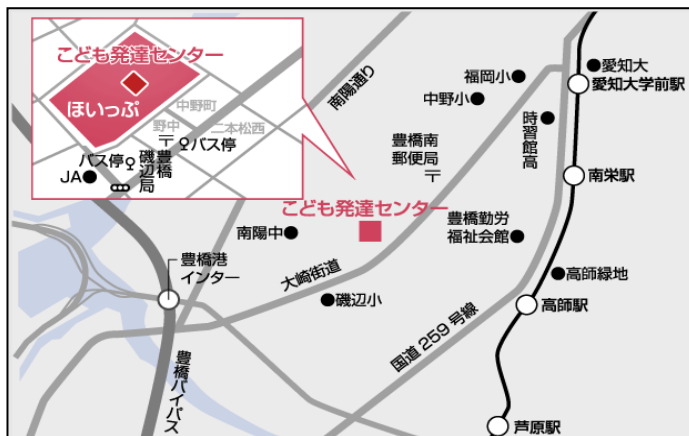 こども発達センター
ほいっぷ
中野町
野中
二本松西
〒
バス停
バス停
豊橋
磯辺局
JA
南陽通り
福岡小
中野小
愛知大
愛知大学前駅
時習館高
豊橋南
郵便局
〒
南栄駅
こども発達センター
南陽中
豊橋勤労
福祉会館
豊橋港
インター
大崎街道
高師緑地
磯辺小
高師駅
国道259号線
豊橋バイパス
芦原駅